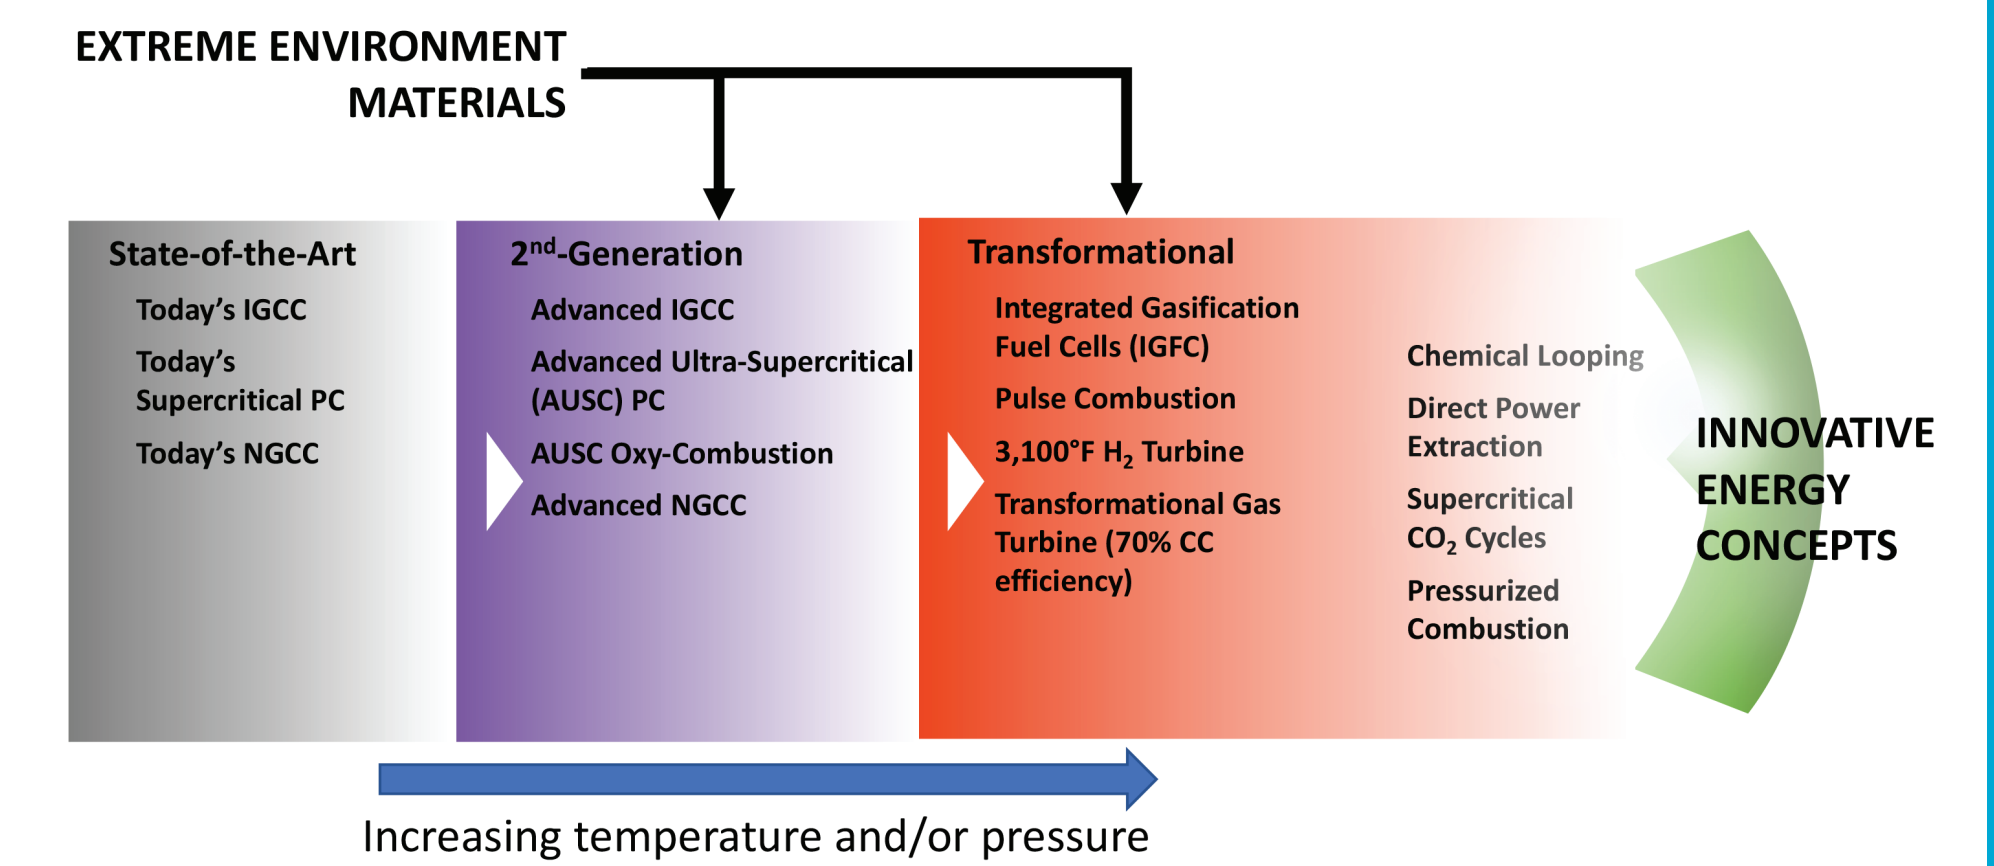 EXTREME ENVIRONMENT
MATERIALS
State-of-the-Art
Today’s IGCC
Today’s
Supercritical PC
Today’s NGCC
2nd-Generation
Advanced IGCC
Advanced Ultra-Supercritical
(AUSC) PC
AUSC Oxy-Combustion
Advanced NGCC
Transformational
Integrated Gasification
Fuel Cells (IGFC)
Pulse Combustion
3,100°F H2 Turbine
Transformational Gas
Turbine (70% CC
efficiency)
Chemical Looping
Direct Power
Extraction
Supercritical
CO2 Cycles
Pressurized
Combustion
INNOVATIVE
ENERGY
CONCEPTS
Increasing temperature and/or pressure